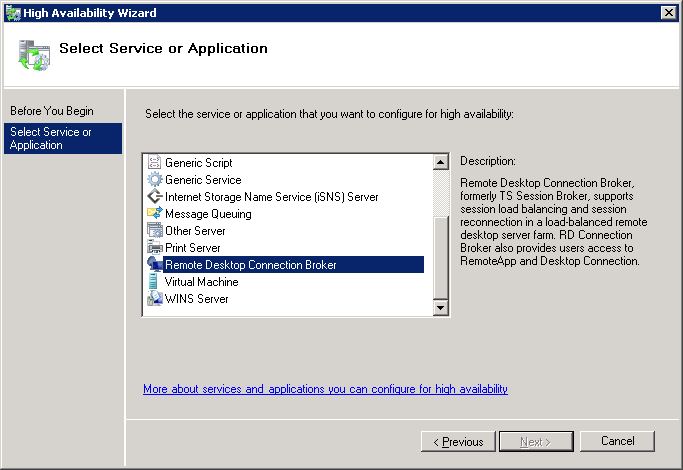 High Availability Wizard
Select Service or Application
Before You Begin
Select Service or
Application
Select the service or application that you want to configure for high availability:
Generic Script
Generic Service
Internet Storage Name Service (iSNS) Server
Message Queuing
Other Server
Print Server
Remote Desktop Connection Broker
Virtual Machine
WINS Server
Description:
Remote Desktop Connection Broker,
formerly TS Session Broker, supports
session load balancing and session
reconnection in a load-balanced remote
desktop server farm. RD Connection
Broker also provides users access to
RemoteApp and Desktop Connection.
More about services and applications you can configure for high availability
< Previous
Next >
Cancel